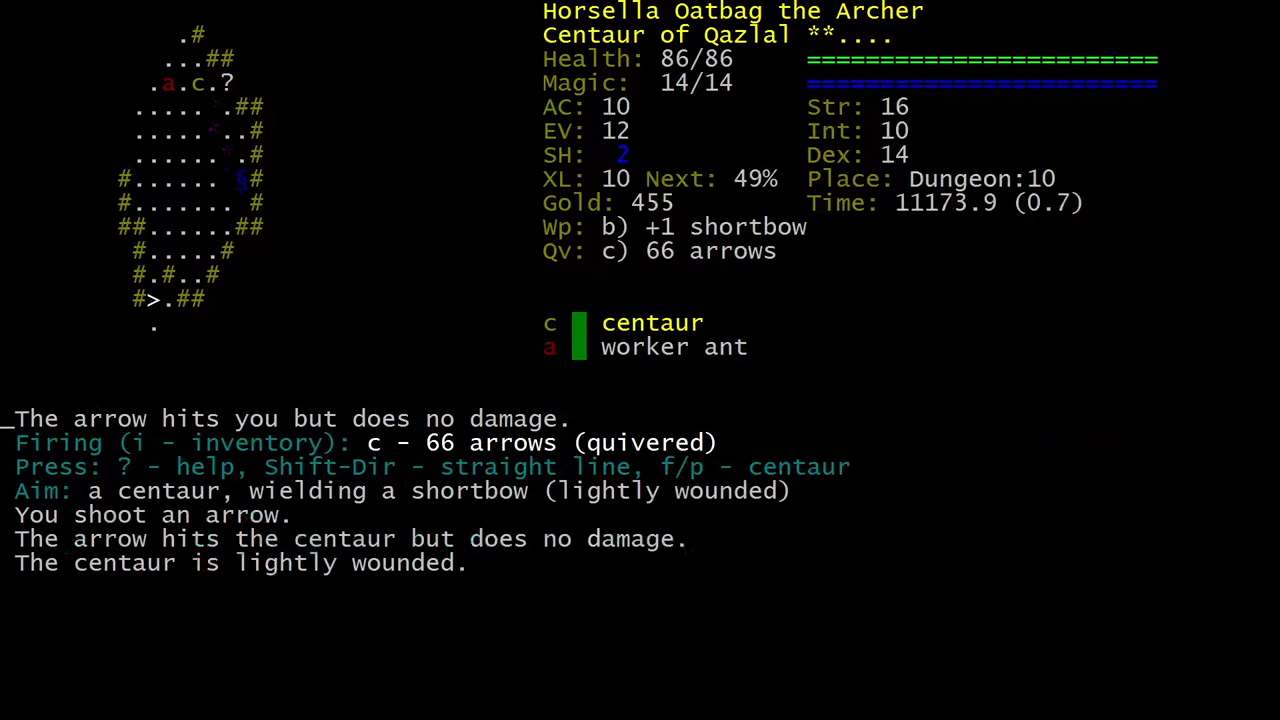 Horsella Oatbag the Archer
Centaur of Qazlal **....
Health: 86/86 ========================
Magic: 14/14 ========================
AC: 10 Str: 16
EV: 12 Int: 10
SH: 2 Dex: 14
XL: 10 Next: 49% Place: Dungeon:10
Gold: 455 Time: 11173.9 (0.7)
Wp: b) +1 shortbow
Qv: c) 66 arrows
.#
...##
.a.c.?
..... .##
..... ..#
...... .#
#...... §#
#....... #
##......##
#.....#
#.#..#
#>.##
.
c centaur
a worker ant
_The arrow hits you but does no damage.
Firing (i - inventory): c - 66 arrows (quivered)
Press: ? - help, Shift-Dir - straight line, f/p - centaur
Aim: a centaur, wielding a shortbow (lightly wounded)
You shoot an arrow.
The arrow hits the centaur but does no damage.
The centaur is lightly wounded.